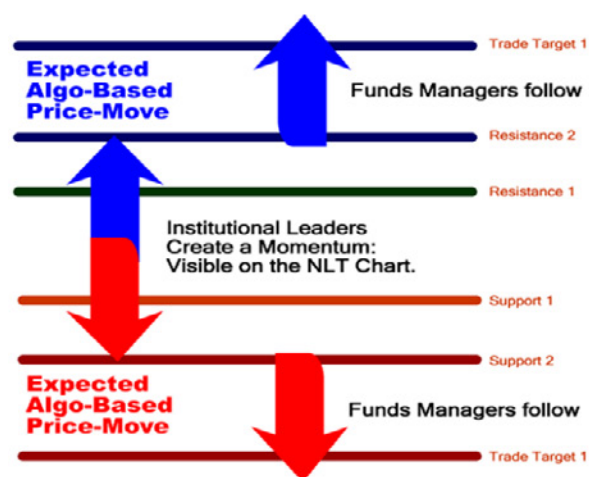 Trade Target 1
Expected
Algo-Based
Price-Move
Funds Managers follow
Resistance 2
Resistance 1
Institutional Leaders
Create a Momentum:
Visible on the NLT Chart.
Support 1
Support 2
Expected
Algo-Based
Price-Move
Funds Managers follow
Trade Target 1